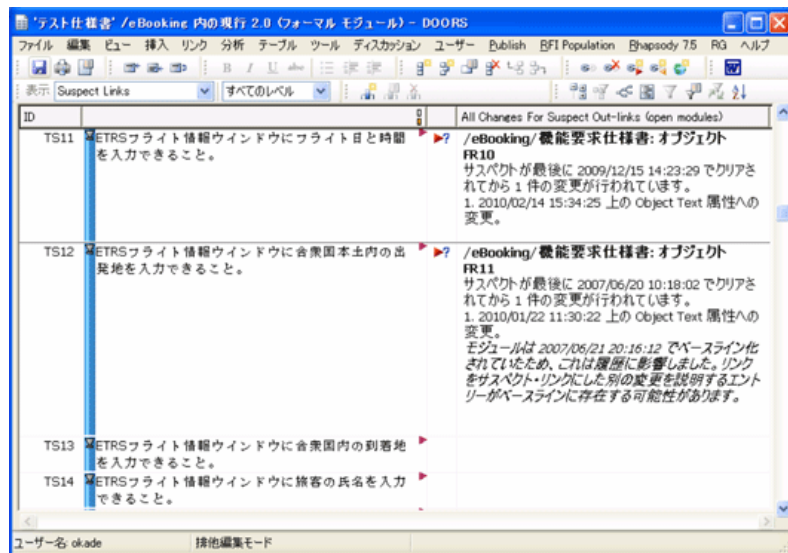 'テスト仕様書' /eBooking 内の現行 2.0 (フォーマル モジュール) - DOORS
ファイル 編集 ビュー 挿入 リンク 分析 テーブル ツール ディスカッション ユーザー Publish RFI Population Rhapsody 7.5 RG ヘルプ
B I U abc
表示 Suspect Links すべてのレベル
ID All Changes For Suspect Out-links (open modules)
TS11 ETRSフライト情報ウインドウにフライト日と時間
を入力できること。
/eBooking/機能要求仕様書: オブジェクト
FR10
サスペクトが最後に 2009/12/15 14:23:29 でクリアさ
れてから 1 件の変更が行われています。
1. 2010/02/14 15:34:25 上の Object Text 属性への
変更。
TS12 ETRSフライト情報ウインドウに合衆国本土内の出
発地を入力できること。
/eBooking/機能要求仕様書: オブジェクト
FR11
サスペクトが最後に 2007/06/20 10:18:02 でクリアさ
れてから 1 件の変更が行われています。
1. 2010/01/22 11:30:22 上の Object Text 属性への
変更。
モジュールは 2007/06/21 20:16:12 でベースライン化
されていたため、これは履歴に影響しました。リンク
をサスペクト・リンクにした別の変更を説明するエント
リーがベースラインに存在する可能性があります。
TS13 ETRSフライト情報ウインドウに合衆国内の到着地
を入力できること。
TS14 ETRSフライト情報ウインドウに旅客の氏名を入力
できること。
ユーザー名: okade 排他編集モード